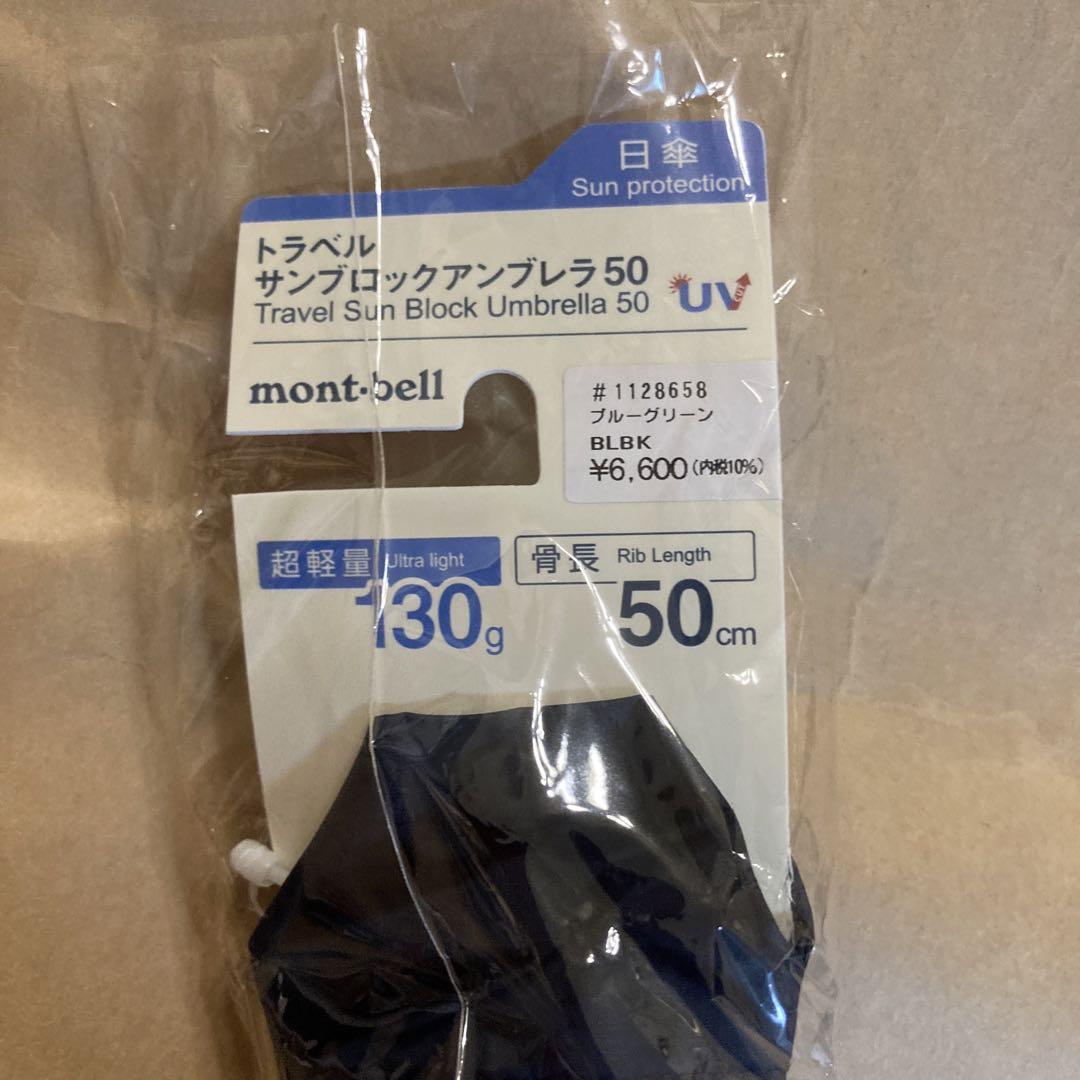 日傘
Sun protection
トラベル
サンブロックアンブレラ50
Travel Sun Block Umbrella 50
UV
CUT
mont·bell
#1128658
ブルーグリーン
BLBK
¥6,600(内税10%)
超軽量 Ultra light
130g
骨長 Rib Length
50cm